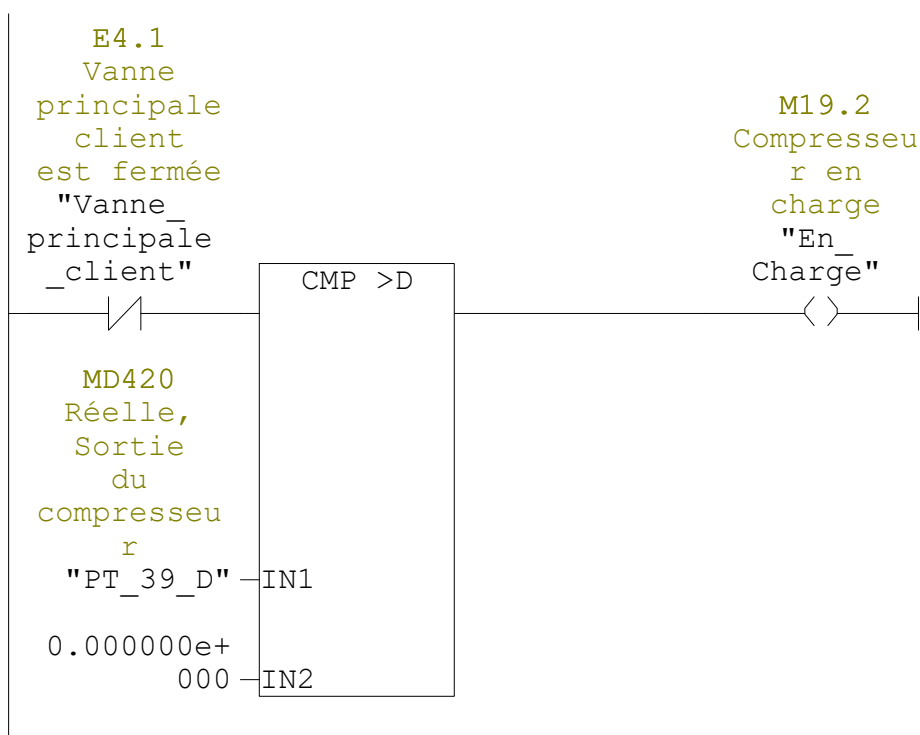 E4.1
Vanne
principale
client
est fermée
"Vanne_
principale
_client"
CMP >D
M19.2
Compresseu
r en
charge
"En_
Charge"
MD420
Réelle,
Sortie
du
compresseu
r
"PT_39_D"
IN1
0.000000e+
000
IN2